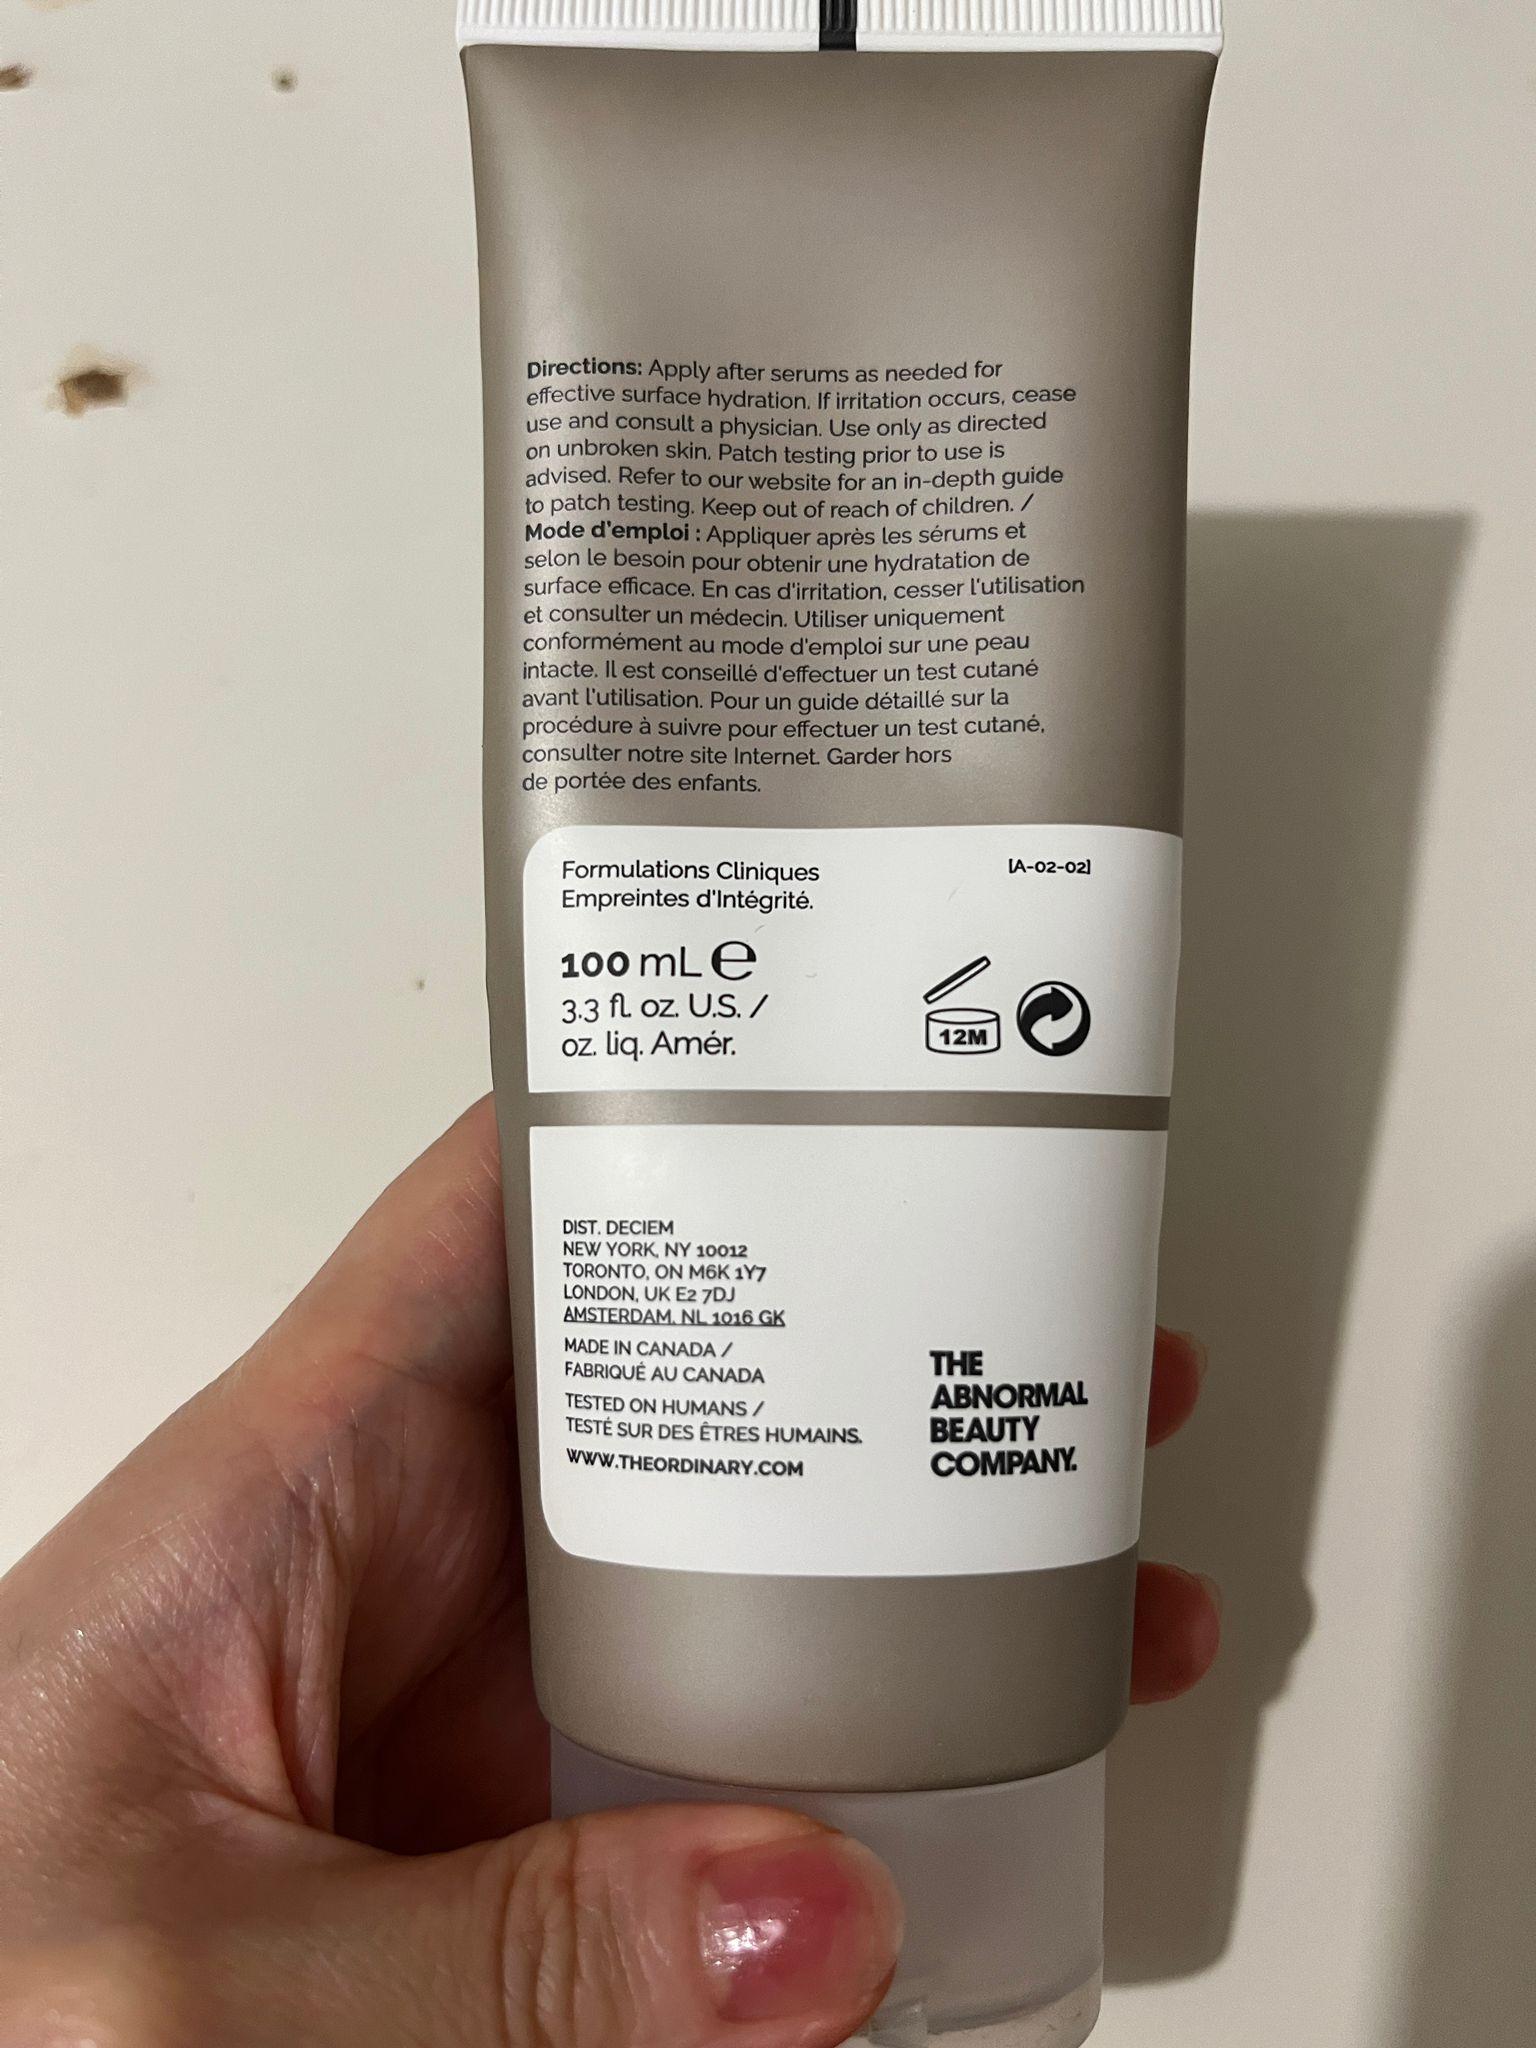 Directions: Apply after serums as needed for
effective surface hydration. If irritation occurs, cease
use and consult a physician. Use only as directed
on unbroken skin. Patch testing prior to use is
advised. Refer to our website for an in-depth guide
to patch testing. Keep out of reach of children. /
Mode d'emploi : Appliquer après les sérums et
selon le besoin pour obtenir une hydratation de
surface efficace. En cas d'irritation, cesser l'utilisation
et consulter un médecin. Utiliser uniquement
conformément au mode d'emploi sur une peau
intacte. Il est conseillé d'effectuer un test cutané
avant l'utilisation. Pour un guide détaillé sur la
procédure à suivre pour effectuer un test cutané,
consulter notre site Internet. Garder hors
de portée des enfants.
Formulations Cliniques
Empreintes d'Intégrité.
[A-02-02]
100 mL ℮
3.3 fl. oz. U.S. /
oz. liq. Amér.
12M
DIST. DECIEM
NEW YORK, NY 10012
TORONTO, ON M6K 1Y7
LONDON, UK E2 7DJ
AMSTERDAM, NL 1016 GK
MADE IN CANADA /
FABRIQUÉ AU CANADA
TESTED ON HUMANS /
TESTÉ SUR DES ÊTRES HUMAINS.
WWW.THEORDINARY.COM
THE
ABNORMAL
BEAUTY
COMPANY.